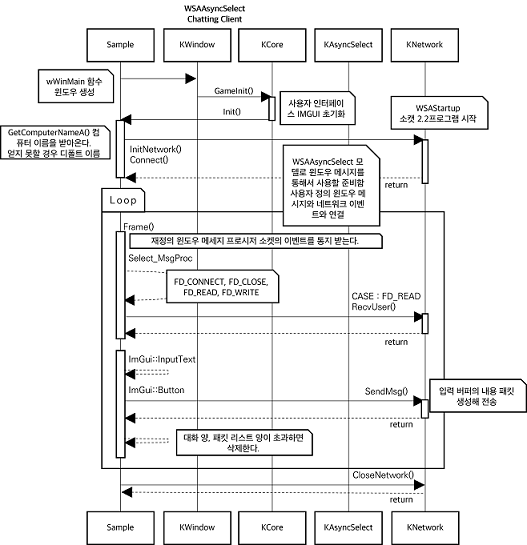 WSAAsyncSelect
Chatting Client
Sample
KWindow
KCore
KAsyncSelect
KNetwork
wWinMain 함수
윈도우 생성
GameInit()
사용자 인터페이
스 IMGUI 초기화
Init()
WSAStartup
소켓 2.2프로그램 시작
GetComputerNameA() 컴
퓨터 이름을 받아온다.
얻지 못할 경우 디폴트 이름
InitNetwork()
Connect()
WSAAsyncSelect 모
델로 윈도우 메시지를
통해서 사용할 준비함
사용자 정의 윈도우 메
시지와 네트워크 이벤
트와 연결
return
Loop
Frame()
재정의 윈도우 메세지 프로시저 소켓의 이벤트를 통지 받는다.
Select_MsgProc
FD_CONNECT, FD_CLOSE,
FD_READ, FD_WRITE
CASE : FD_READ
RecvUser()
return
ImGui::InputText
ImGui::Button
SendMsg()
입력 버퍼의 내용 패킷
생성해 전송
return
대화 양, 패킷 리스트 양이 초과하면
삭제한다.
CloseNetwork()
return
Sample
KWindow
KCore
KAsyncSelect
KNetwork